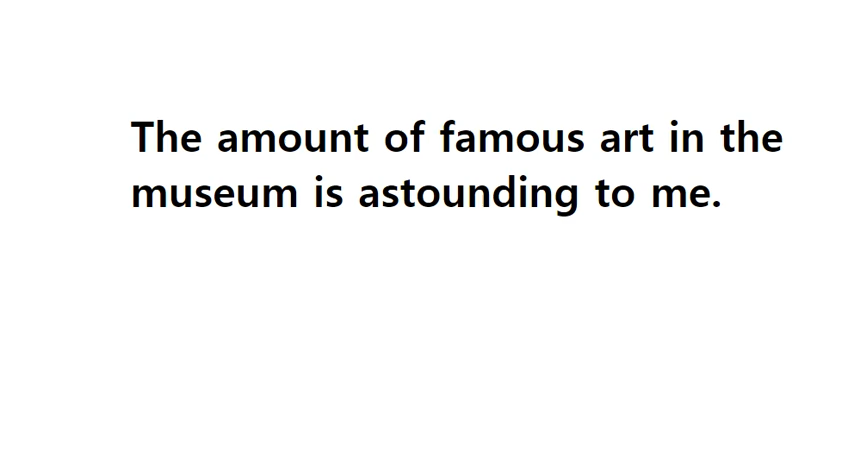 The amount of famous art in the
museum is astounding to me.